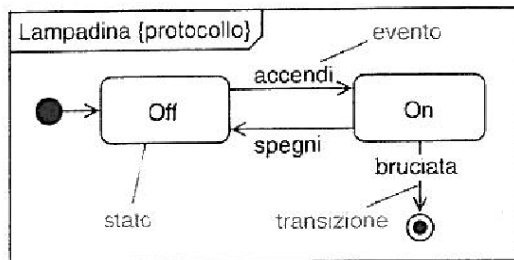 Lampadina {protocollo}
evento
accendi
Off
On
spegni
bruciata
stato
transizione